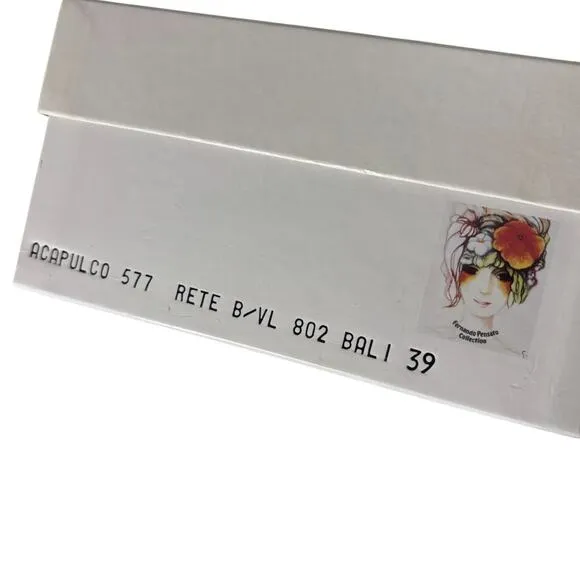 ACAPULCO 577 RETE B/VL 802 BALI 39
Fernando Pensato
Collection